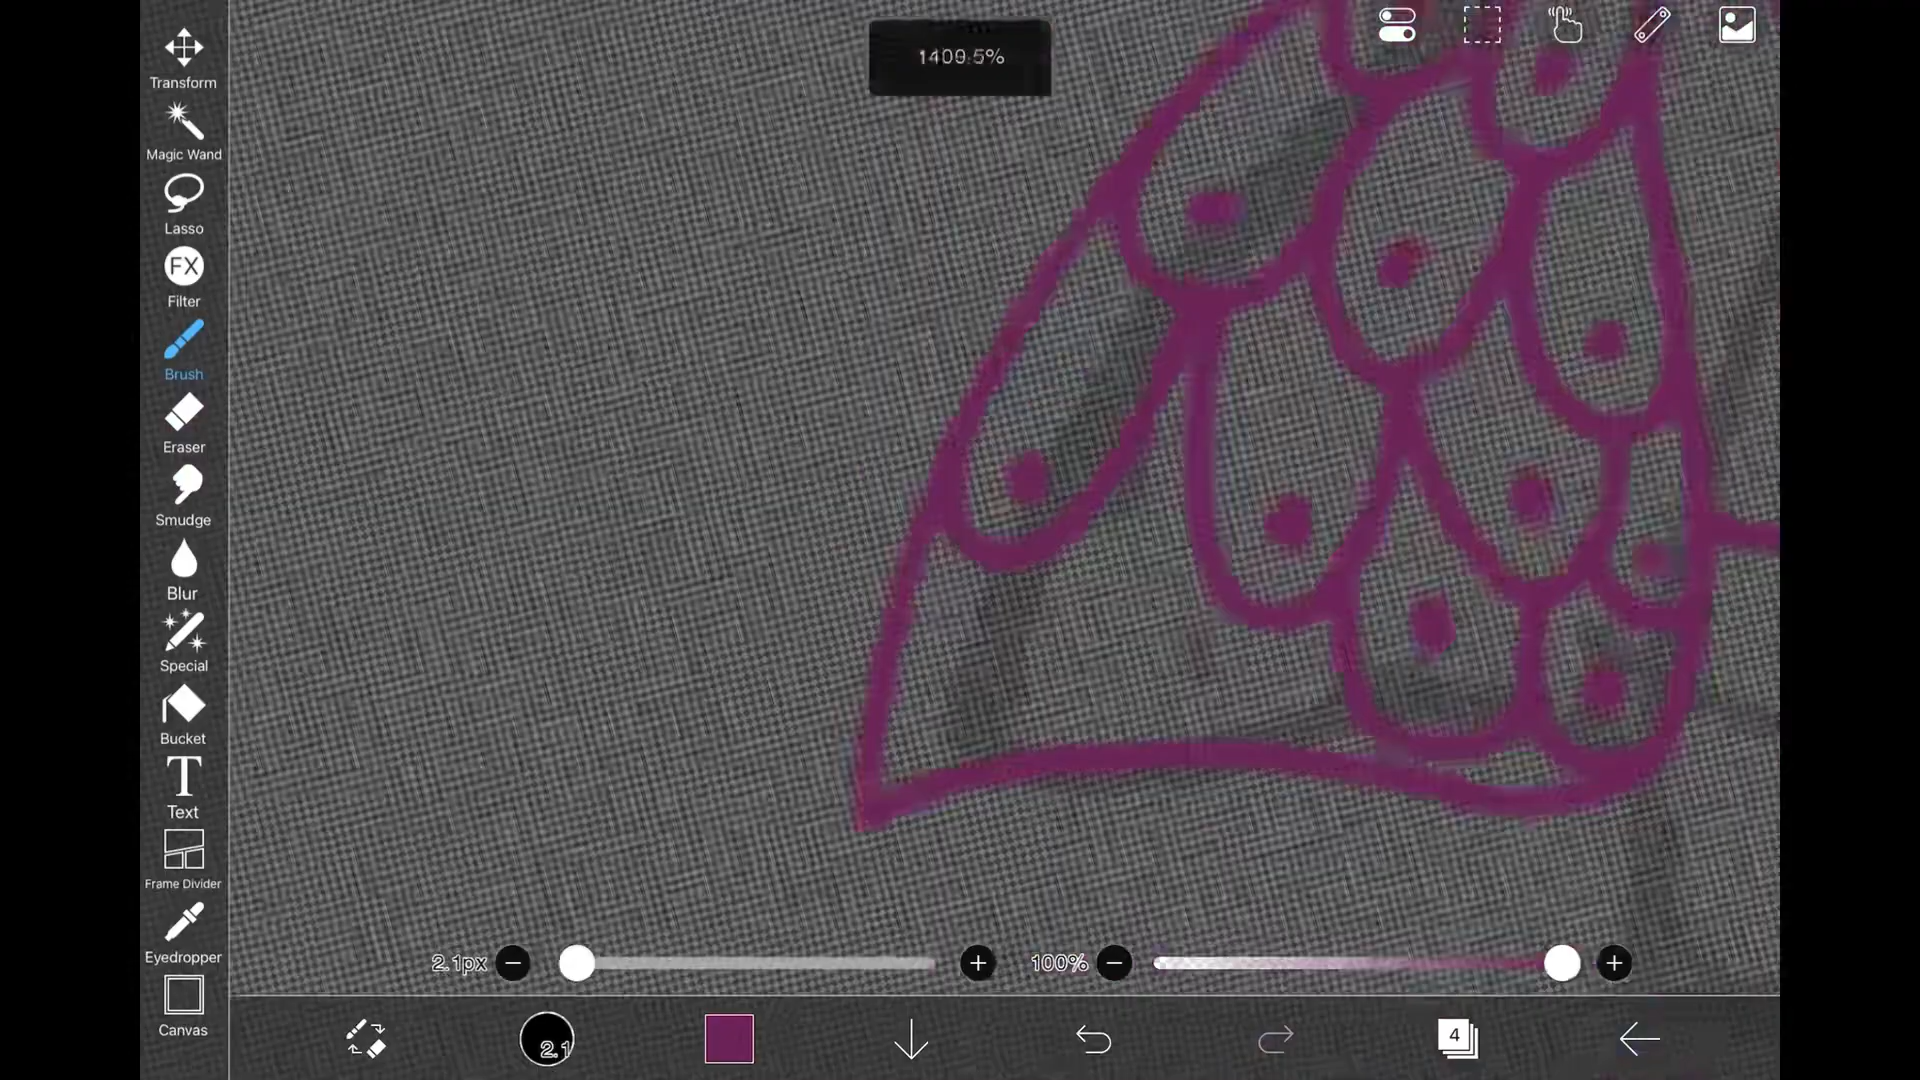 1409.5%
Transform
Magic Wand
Lasso
FX
Filter
Brush
Eraser
Smudge
Blur
Special
Bucket
T
Text
Frame Divider
Eyedropper
Canvas
2.1px
100%
2.1
4